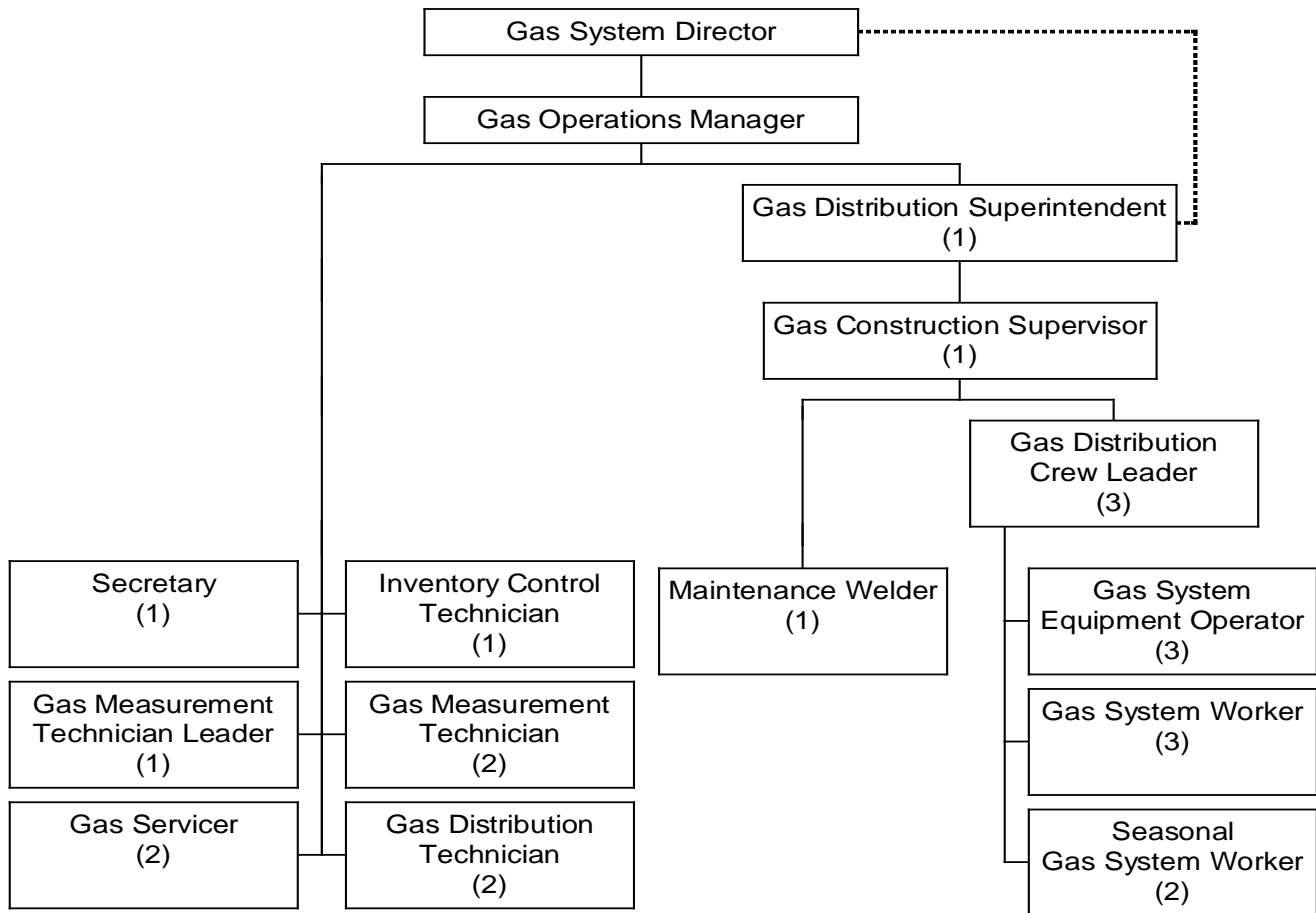 Gas System Director
Gas Operations Manager
Gas Distribution Superintendent
(1)
Gas Construction Supervisor
(1)
Gas Distribution
Crew Leader
(3)
Secretary
(1)
Inventory Control
Technician
(1)
Maintenance Welder
(1)
Gas System
Equipment Operator
(3)
Gas Measurement
Technician Leader
(1)
Gas Measurement
Technician
(2)
Gas System Worker
(3)
Gas Servicer
(2)
Gas Distribution
Technician
(2)
Seasonal
Gas System Worker
(2)